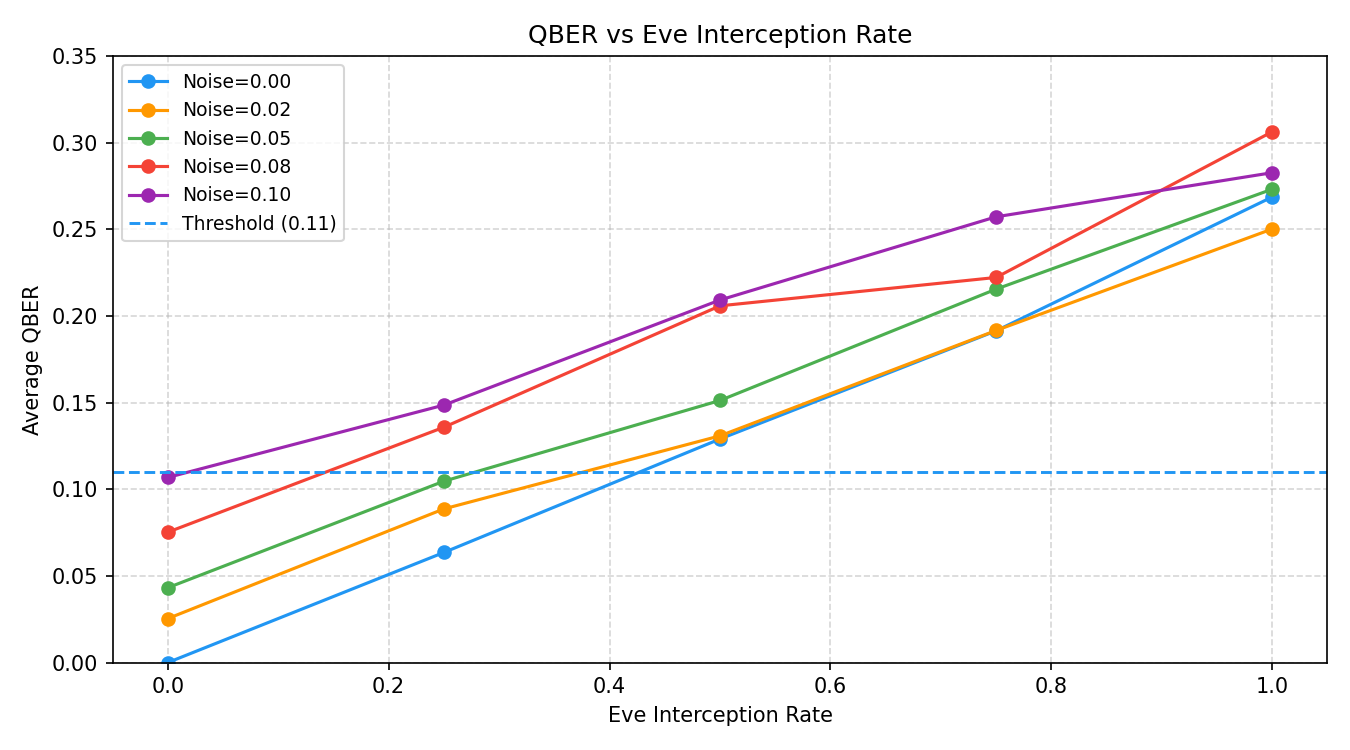 QBER vs Eve Interception Rate
0.35
0.30
0.25
0.20
0.15
0.10
0.05
0.00
Average QBER
Noise=0.00
Noise=0.02
Noise=0.05
Noise=0.08
Noise=0.10
Threshold (0.11)
0.0 0.2 0.4 0.6 0.8 1.0
Eve Interception Rate